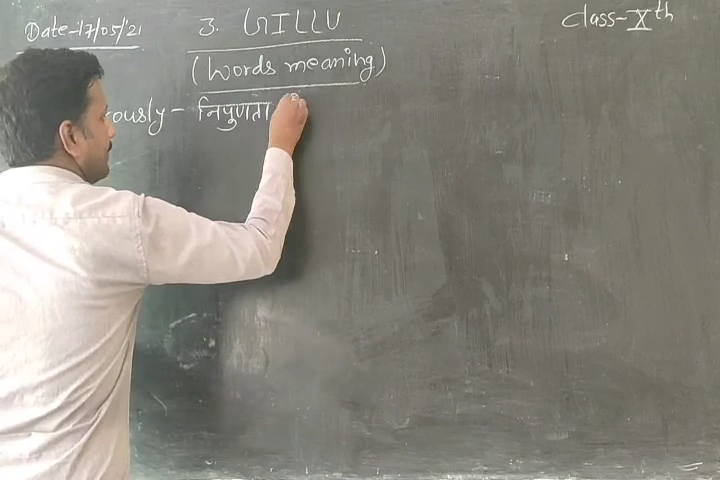 Date-17/05/21
3. GILLU
Class-Xth
(Words meaning)
ously - निपुणता